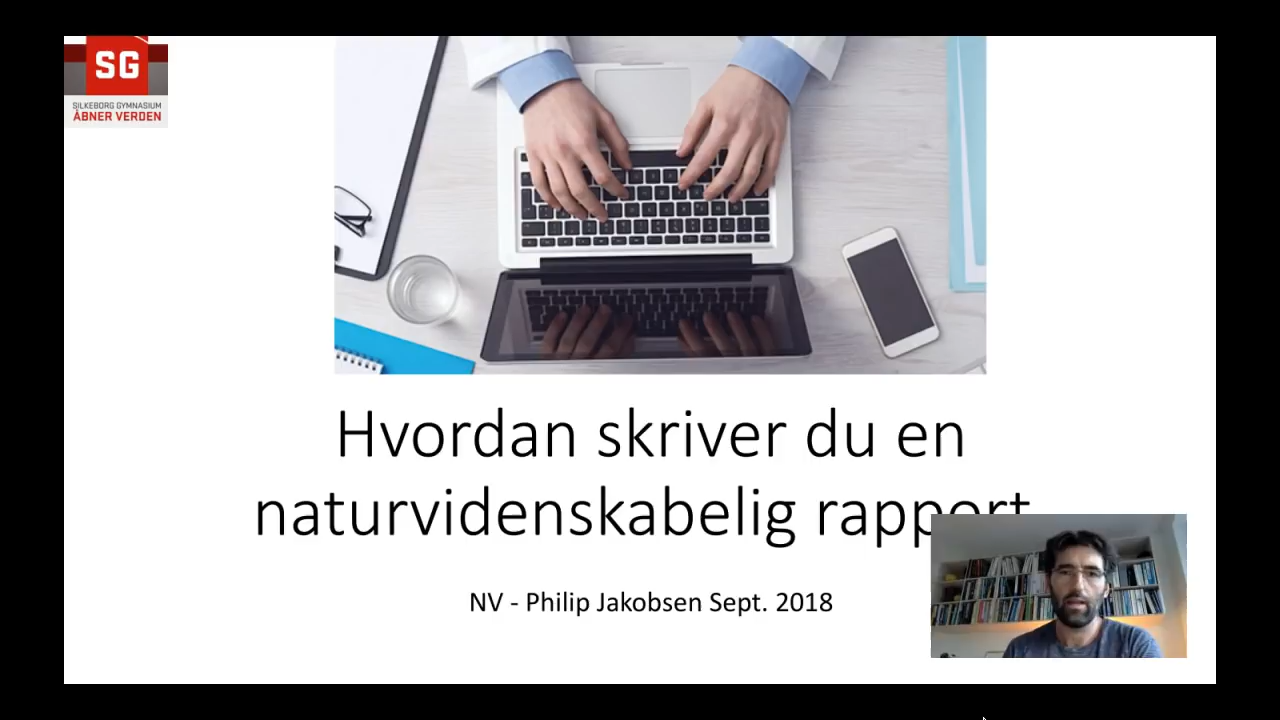 SG
SILKEBORG GYMNASIUM
ÅBNER VERDEN
Hvordan skriver du en
naturvidenskabelig rapport
NV - Philip Jakobsen Sept. 2018